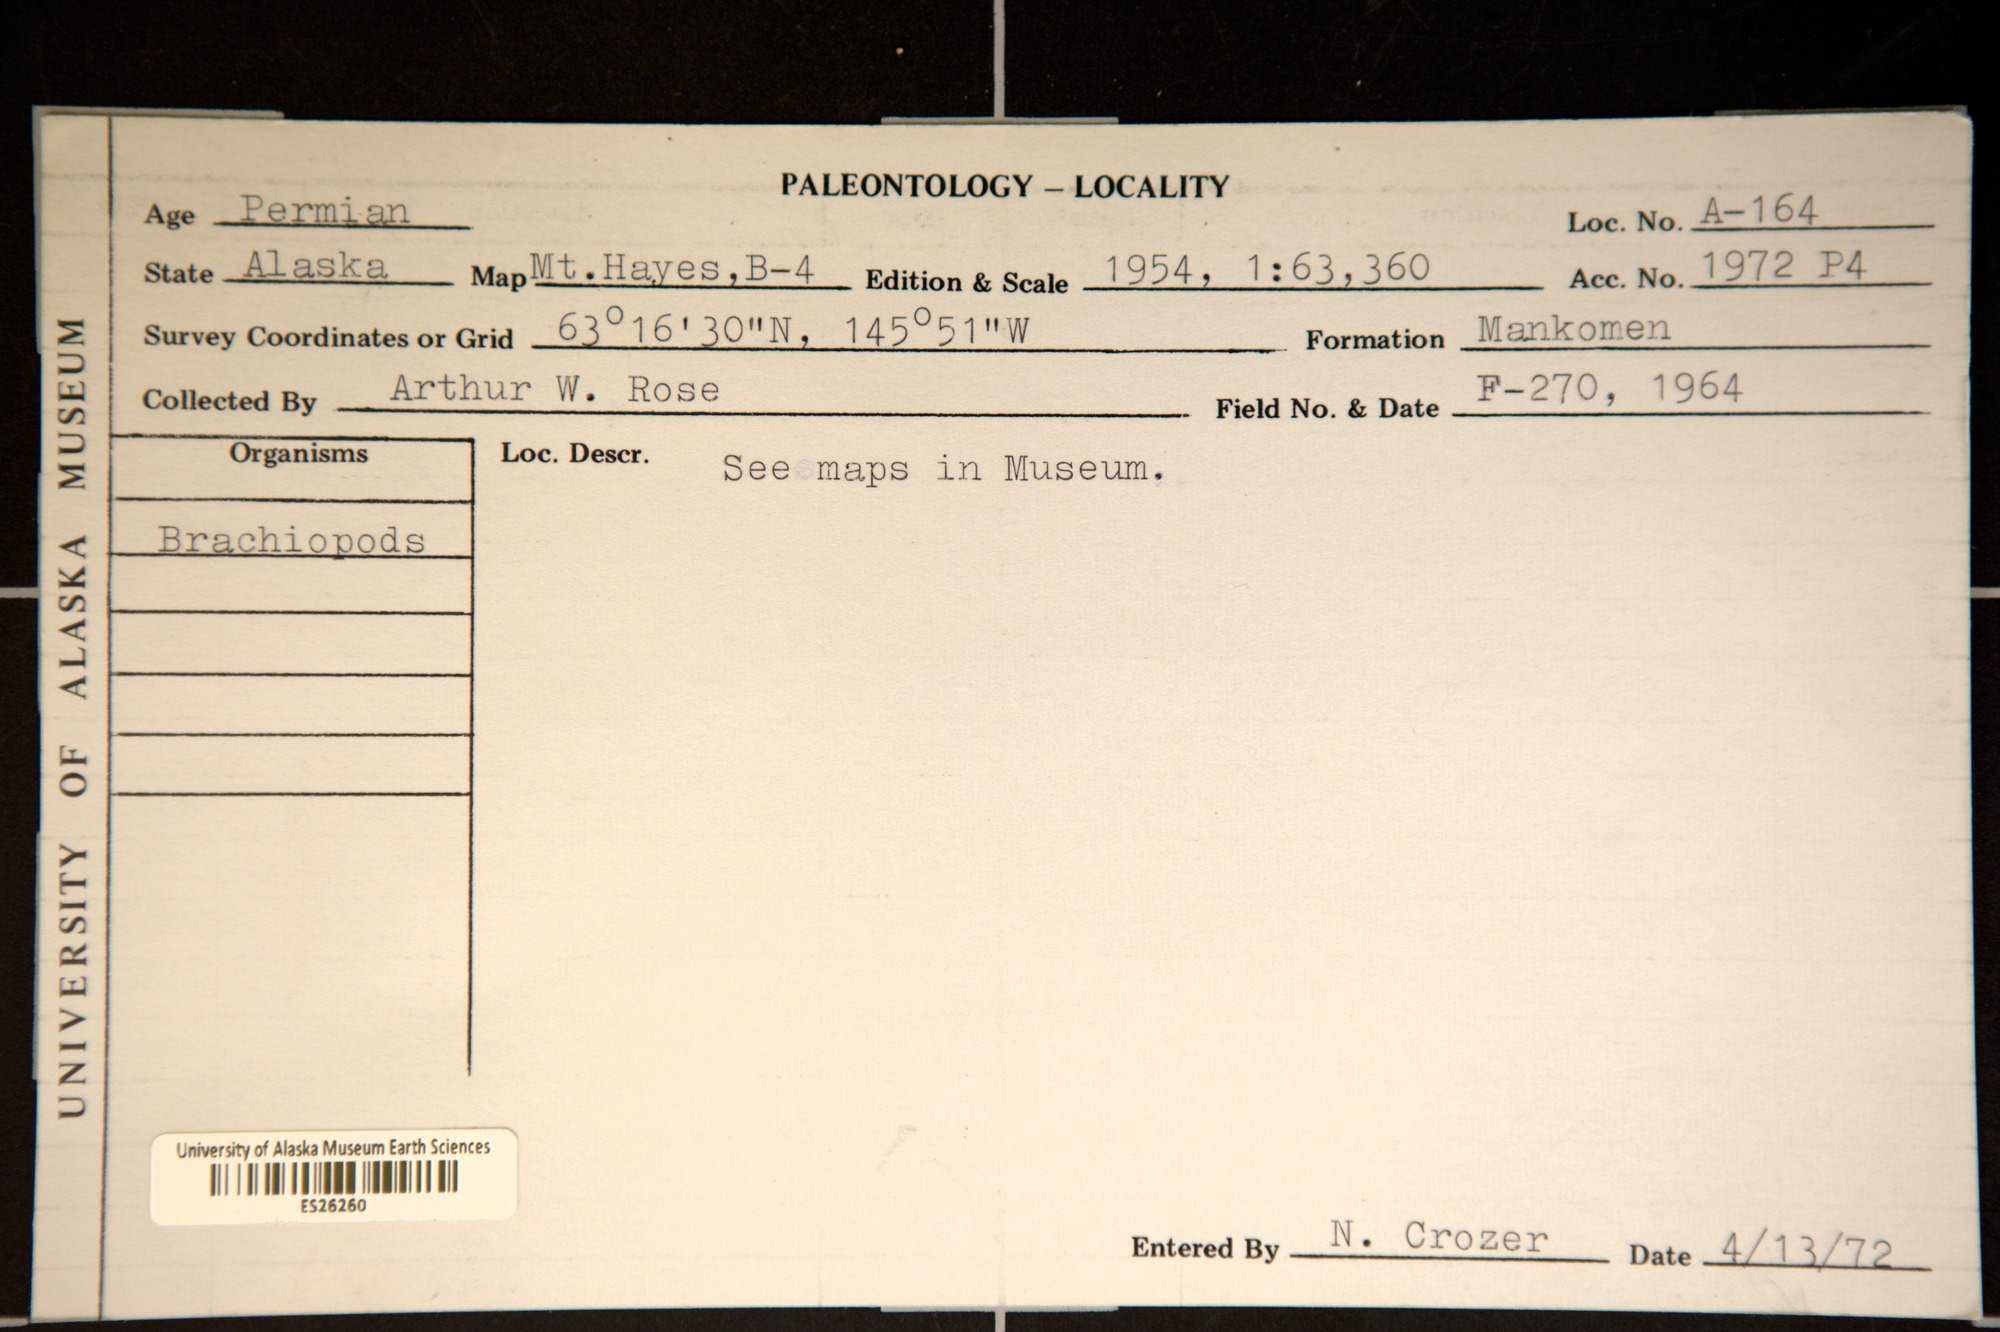 PALEONTOLOGY – LOCALITY
Age Permian Loc. No. A-164
State Alaska Map Mt.Hayes,B-4 Edition & Scale 1954, 1:63,360 Acc. No. 1972 P4
Survey Coordinates or Grid 63°16'30"N, 145°51"W Formation Mankomen
Collected By Arthur W. Rose Field No. & Date F-270, 1964
Organisms Loc. Descr. See maps in Museum.
Brachiopods
UNIVERSITY OF ALASKA MUSEUM
University of Alaska Museum Earth Sciences
ES26260
Entered By N. Crozer Date 4/13/72